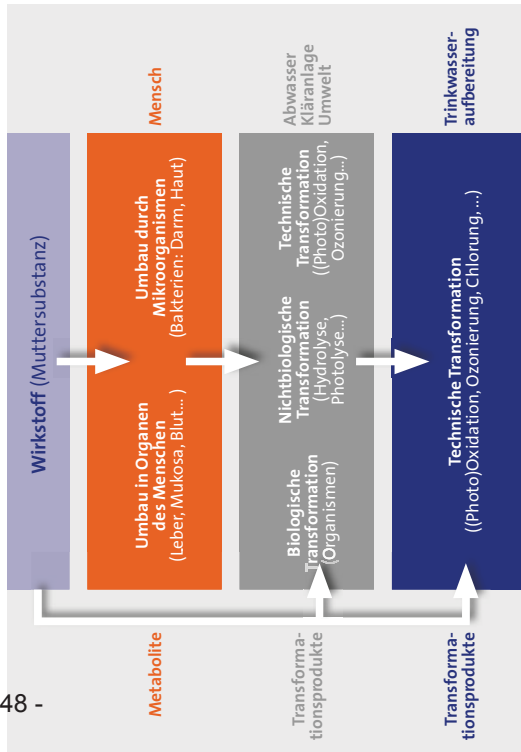 48 -
Wirkstoff (Muttersubstanz)
Metabolite
Umbau in Organen
des Menschen
(Leber, Mukosa, Blut... )
Umbau durch
Mikroorganismen
(Bakterien: Darm, Haut)
Mensch
Transforma-
tionsprodukte
Biologische
Transformation
(Organismen)
Nichtbiologische
Transformation
(Hydrolyse,
Photolyse...)
Technische
Transformation
((Photo)Oxidation,
Ozonierung...)
Abwasser
Kläranlage
Umwelt
Transforma-
tionsprodukte
Technische Transformation
((Photo)Oxidation, Ozonierung, Chlorung, ...)
Trinkwasser-
aufbereitung